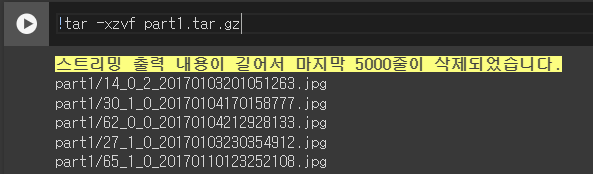 !tar -xzvf part1.tar.gz
스트리밍 출력 내용이 길어서 마지막 5000줄이 삭제되었습니다.
part1/14_0_2_20170103201051263.jpg
part1/30_1_0_20170104170158777.jpg
part1/62_0_0_20170104212928133.jpg
part1/27_1_0_20170103230354912.jpg
part1/65_1_0_20170110123252108.jpg